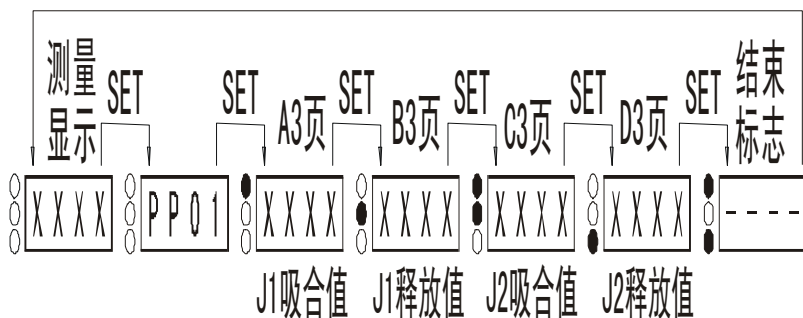 测量
显示
SET
SET
A3页
SET
B3页
SET
C3页
SET
D3页
SET
结束
标志
XXXX
PP01
XXXX
XXXX
XXXX
XXXX
----
J1吸合值
J1释放值
J2吸合值
J2释放值